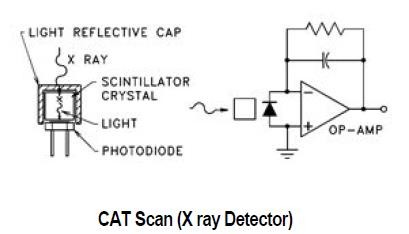 LIGHT REFLECTIVE CAP
X RAY
SCINTILLATOR
CRYSTAL
LIGHT
PHOTODIODE
−
+
OP-AMP
CAT Scan (X ray Detector)